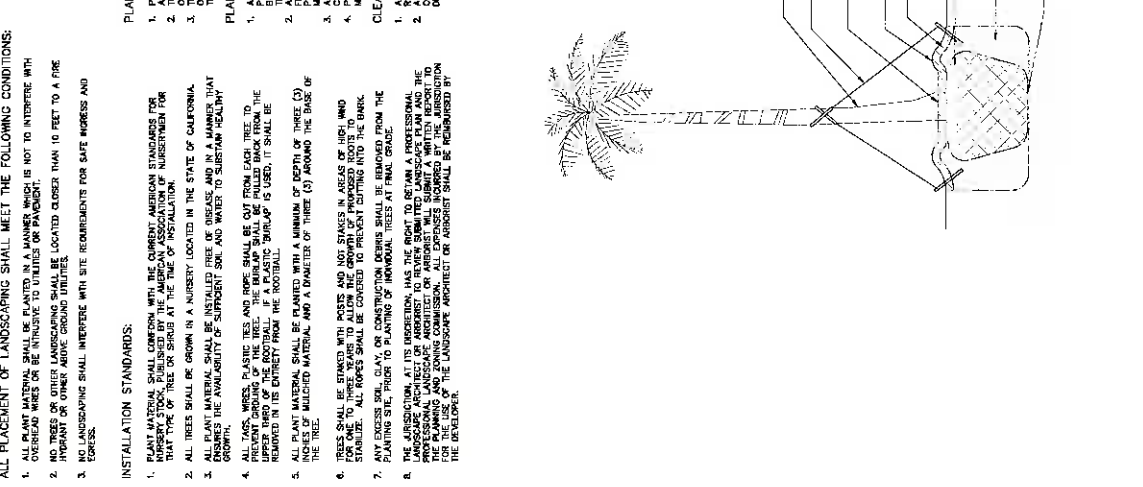 ALL PLACEMENT OF LANDSCAPING SHALL MEET THE FOLLOWING CONDITIONS:
1. ALL PLANT MATERIAL SHALL BE PLANTED IN A MANNER WHICH IS NOT TO INTERFERE WITH
OVERHEAD WIRES OR BE INTRUSIVE TO UTILITIES OR PAVEMENT.
2. NO TREES OR OTHER LANDSCAPING SHALL BE LOCATED CLOSER THAN 10 FEET TO A FIRE
HYDRANT OR OTHER ABOVE GROUND UTILITIES.
3. NO LANDSCAPING SHALL INTERFERE WITH SITE REQUIREMENTS FOR SAFE INGRESS AND
EGRESS.
INSTALLATION STANDARDS:
1. PLANT MATERIAL SHALL CONFORM WITH THE CURRENT AMERICAN STANDARDS FOR
NURSERY STOCK, PUBLISHED BY THE AMERICAN ASSOCIATION OF NURSERYMEN FOR
THAT TYPE OF TREE OR SHRUB AT THE TIME OF INSTALLATION.
2. ALL TREES SHALL BE GROWN IN A NURSERY LOCATED IN THE STATE OF CALIFORNIA.
3. ALL PLANT MATERIAL SHALL BE INSTALLED FREE OF DISEASE AND IN A MANNER THAT
ENSURES THE AVAILABILITY OF SUFFICIENT SOIL AND WATER TO SUSTAIN HEALTHY
GROWTH.
4. ALL TAGS, WIRES, PLASTIC TIES AND ROPE SHALL BE CUT FROM EACH TREE TO
PREVENT GIRDLING OF THE TREE. THE BURLAP SHALL BE PULLED BACK FROM THE
UPPER THIRD OF THE ROOTBALL. IF A PLASTIC 'BURLAP' IS USED, IT SHALL BE
REMOVED IN ITS ENTIRETY FROM THE ROOTBALL.
5. ALL PLANT MATERIAL SHALL BE PLANTED WITH A MINIMUM OF DEPTH OF THREE (3)
INCHES OF MULCHED MATERIAL AND A DIAMETER OF THREE (3) AROUND THE BASE OF
THE TREE.
6. TREES SHALL BE STAKED WITH POSTS AND NOT STAKES IN AREAS OF HIGH WIND
FOR ONE TO THREE YEARS TO ALLOW THE GROWTH OF PROPOSED ROOTS TO
STABILIZE. ALL ROPES SHALL BE COVERED TO PREVENT CUTTING INTO THE BARK.
7. ANY EXCESS SOIL, CLAY, OR CONSTRUCTION DEBRIS SHALL BE REMOVED FROM THE
PLANTING SITE, PRIOR TO PLANTING OF INDIVIDUAL TREES AT FINAL GRADE.
8. THE JURISDICTION, AT ITS DISCRETION, HAS THE RIGHT TO RETAIN A PROFESSIONAL
LANDSCAPE ARCHITECT OR ARBORIST TO REVIEW SUBMITTED LANDSCAPE PLAN AND THE
PROFESSIONAL LANDSCAPE ARCHITECT OR ARBORIST WILL SUBMIT A WRITTEN REPORT TO
THE PLANNING AND ZONING COMMISSION. ALL EXPENSES INCURRED BY THE JURISDICTION
FOR THE USE OF THE LANDSCAPE ARCHITECT OR ARBORIST SHALL BE REIMBURSED BY
THE DEVELOPER.